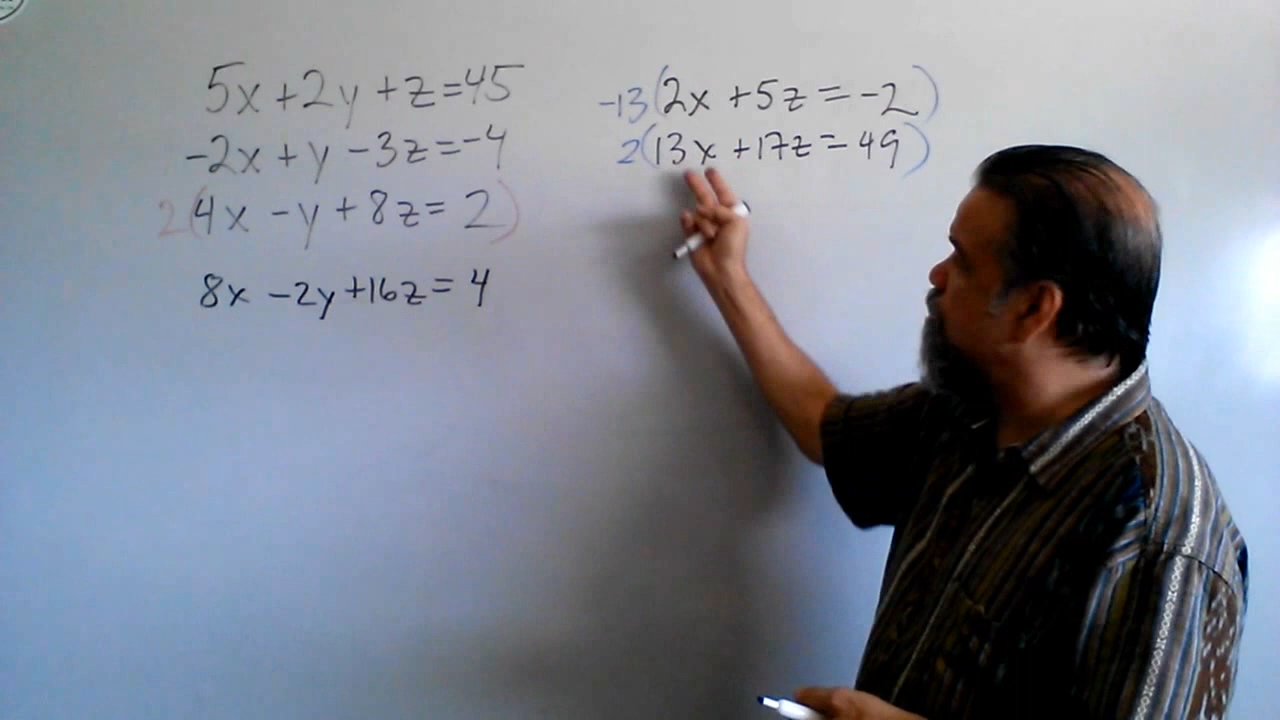 5x + 2y + z = 45
-2x + y - 3z = -4
2(4x - y + 8z = 2)
8x - 2y + 16z = 4
-13(2x + 5z = -2)
2(13x + 17z = 49)